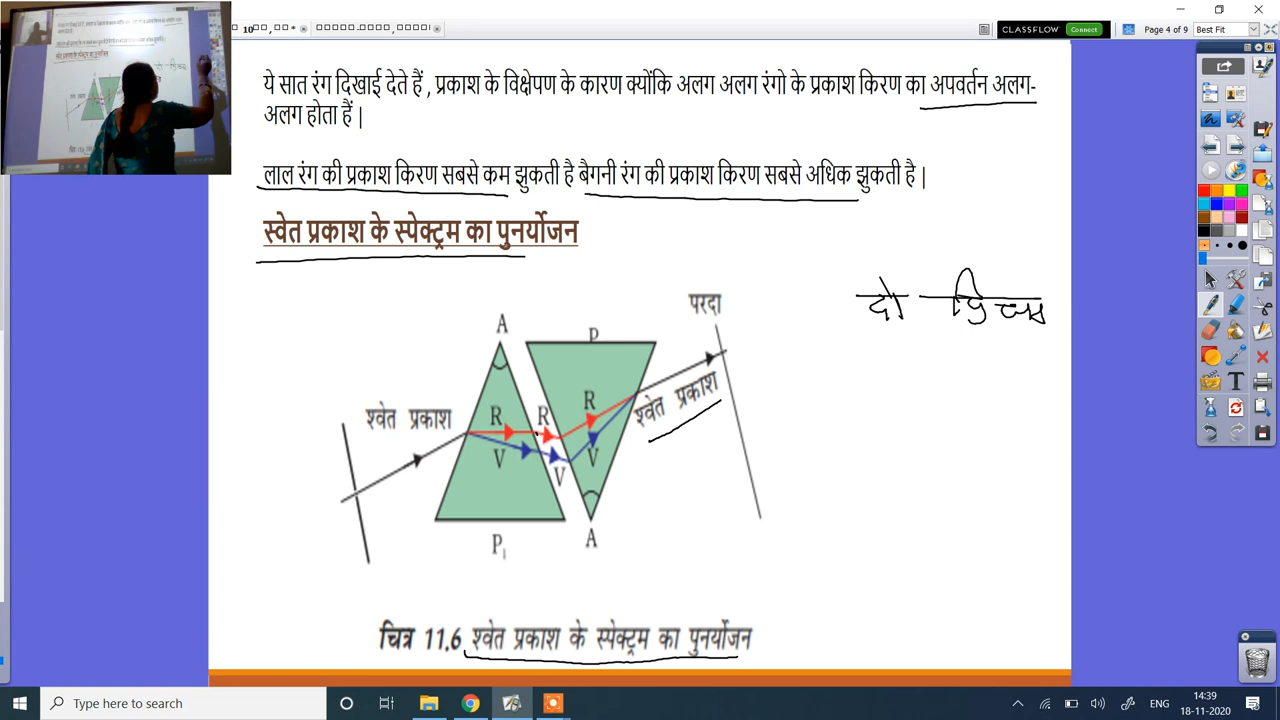 CLASSFLOW Connect Page 4 of 9 Best Fit
ये सात रंग दिखाई देते हैं , प्रकाश के विक्षेपण के कारण क्योंकि अलग अलग रंगो के प्रकाश किरण का अपवर्तन अलग-
अलग होता हैं |
लाल रंग की प्रकाश किरण सबसे कम झुकती है बैगनी रंग की प्रकाश किरण सबसे अधिक झुकती है |
स्वेत प्रकाश के स्पेक्ट्रम का पुनर्योजन
दो
परदा
A
P
श्वेत प्रकाश
R
R
R
श्वेत प्रकाश
V
V
V
P₁
A
चित्र 11.6 श्वेत प्रकाश के स्पेक्ट्रम का पुनर्योजन
Type here to search
ENG
14:39
18-11-2020